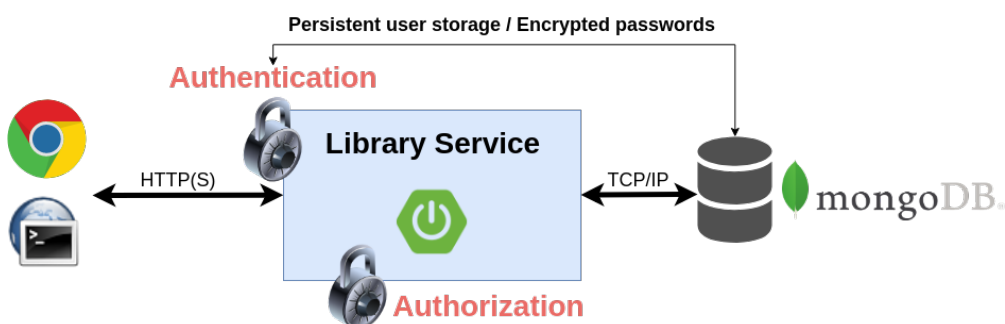 Persistent user storage / Encrypted passwords
Authentication
Library Service
HTTP(S)
TCP/IP
>_
mongoDB
Authorization